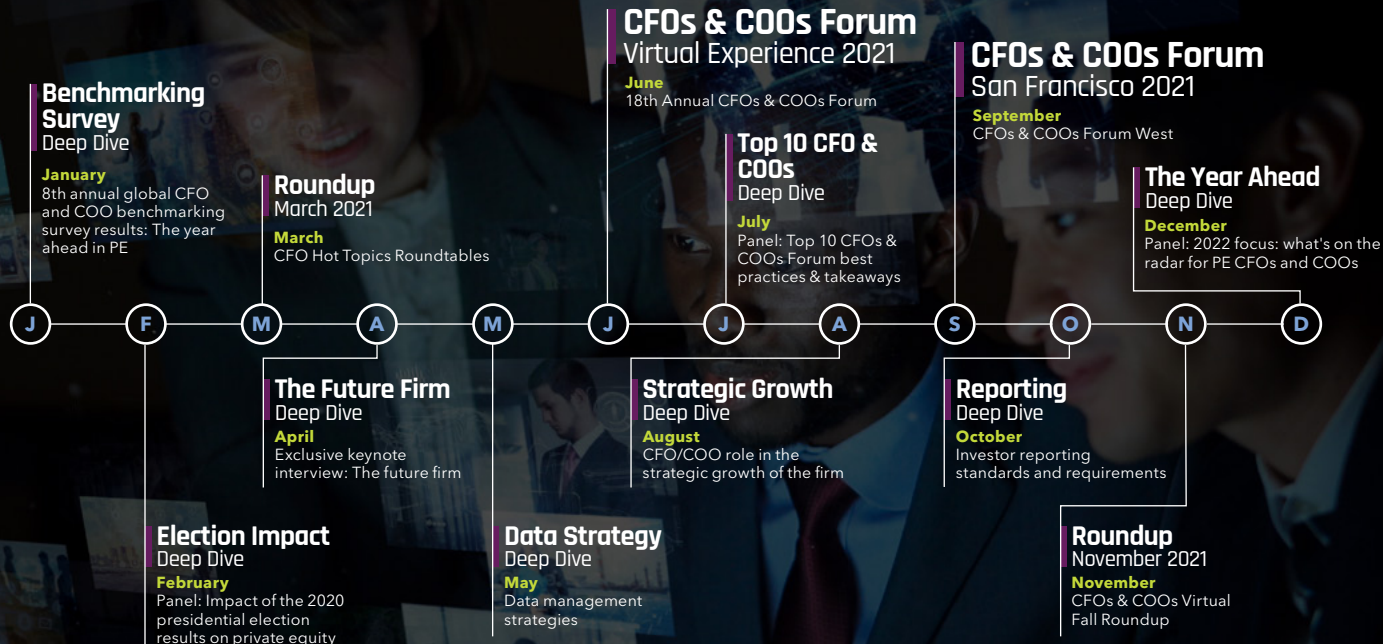 CFOs & COOs Forum
Virtual Experience 2021
June
18th Annual CFOs & COOs Forum
CFOs & COOs Forum
San Francisco 2021
September
CFOs & COOs Forum West
Benchmarking
Survey
Deep Dive
January
8th annual global CFO
and COO benchmarking
survey results: The year
ahead in PE
Roundup
March 2021
March
CFO Hot Topics Roundtables
Top 10 CFO &
COOs
Deep Dive
July
Panel: Top 10 CFOs &
COOs Forum best
practices & takeaways
The Year Ahead
Deep Dive
December
Panel: 2022 focus: what's on the
radar for PE CFOs and COOs
J F M A M J J A S O N D
The Future Firm
Deep Dive
April
Exclusive keynote
interview: The future firm
Strategic Growth
Deep Dive
August
CFO/COO role in the
strategic growth of the firm
Reporting
Deep Dive
October
Investor reporting
standards and requirements
Election Impact
Deep Dive
February
Panel: Impact of the 2020
presidential election
results on private equity
Data Strategy
Deep Dive
May
Data management
strategies
Roundup
November 2021
November
CFOs & COOs Virtual
Fall Roundup